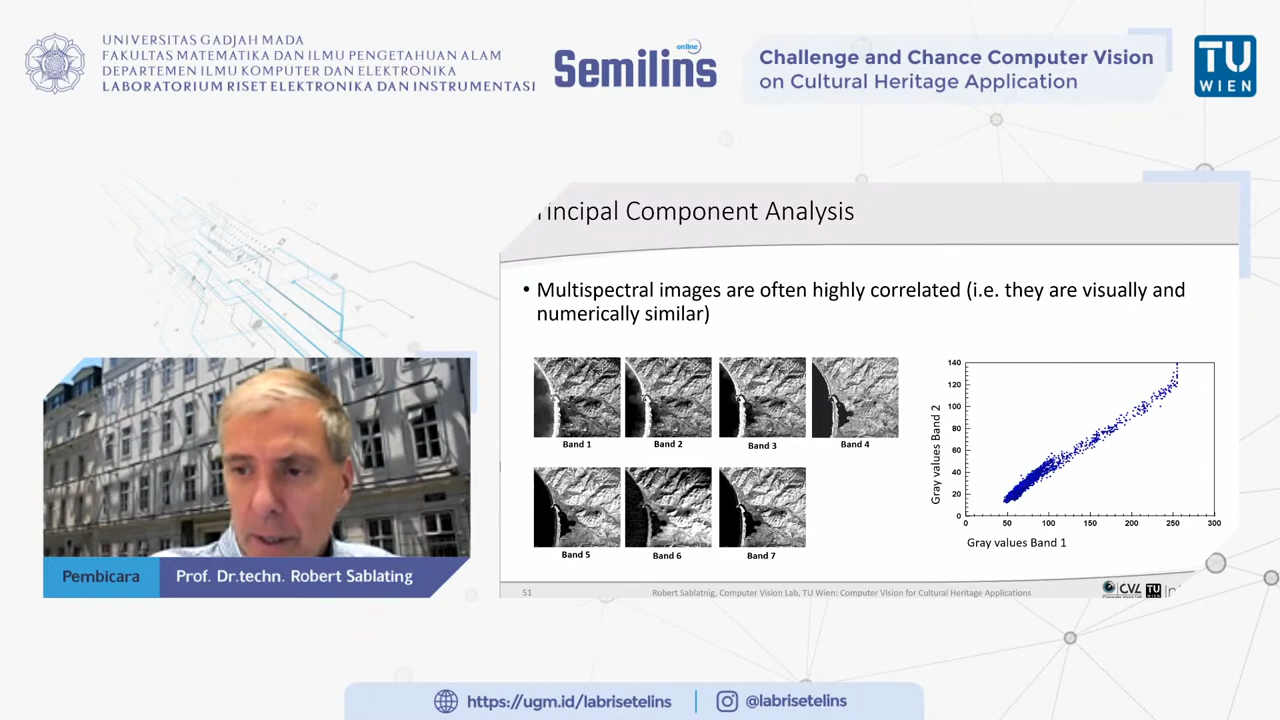 UNIVERSITAS GADJAH MADA
FAKULTAS MATEMATIKA DAN ILMU PENGETAHUAN ALAM
DEPARTEMEN ILMU KOMPUTER DAN ELEKTRONIKA
LABORATORIUM RISET ELEKTRONIKA DAN INSTRUMENTASI
online
Semilins
Challenge and Chance Computer Vision
on Cultural Heritage Application
TU
WIEN
rincipal Component Analysis
• Multispectral images are often highly correlated (i.e. they are visually and
numerically similar)
Band 1
Band 2
Band 3
Band 4
Band 5
Band 6
Band 7
Gray values Band 2
140
120
100
80
60
40
20
0
0 50 100 150 200 250 300
Gray values Band 1
51
Robert Sablatnig, Computer Vision Lab, TU Wien: Computer Vision for Cultural Heritage Applications
CVL
TU
Pembicara
Prof. Dr.techn. Robert Sablating
https://ugm.id/labrisetelins
@labrisetelins